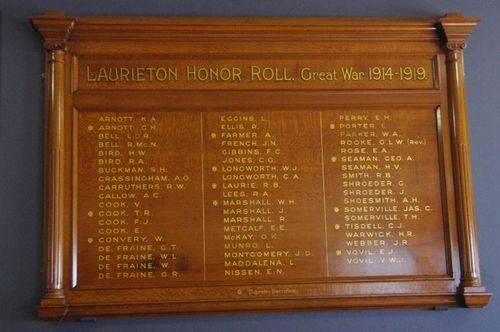 LAURIETON HONOR ROLL. Great War 1914-1919.
ARNOTT. K.A.
ARNOTT. C.H.
BELL. L.D.R.
BELL. R.McN.
BIRD. H.W.
BIRD. R.A.
BUCKMAN. S.H.
CRASSINGHAM. A.O.
CARRUTHERS. R.W.
CALLOW. A.C.
COOK. V.
COOK. T.R.
COOK. F.J.
COOK. E.
CONVERY. W.
DE. FRAINE. C.T.
DE. FRAINE. W.L
DE. FRAINE. W.
DE. FRAINE. G.R.
EGGINS. L.
ELLIS. R.
FARMER. A.
FRENCH. J.N.
GIBBINS. F.C.
JONES. C.G.
LONGWORTH. W.J.
LONGWORTH. C.A.
LAURIE. R.B.
LEES. R.A.
MARSHALL. W.H.
MARSHALL. J.
MARSHALL. R.
METCALF. E.E.
McKAY. O.K.
MUNRO. L.
MONTGOMERY. J.D.
MADDALENA. L.
NISSEN. E.N.
PERRY. E.H.
PORTER. L.
PARKER. W.A.
ROOKE. G.L.W (Rev)
ROSE. E.A.
SEAMAN. GEO. A.
SEAMAN. H.V.
SMITH. R.B.
SHROEDER. G.
SHROEDER. J.
SHOESMITH. A.H.
SOMERVILLE. JAS. C.
SOMERVILLE. T.H.
TISDELL. C.J.
WARWICK. H.R.
WEBBER. J.R
VOVIL. E.J.
VOVIL. V.W.J.
Supreme Sacrifice